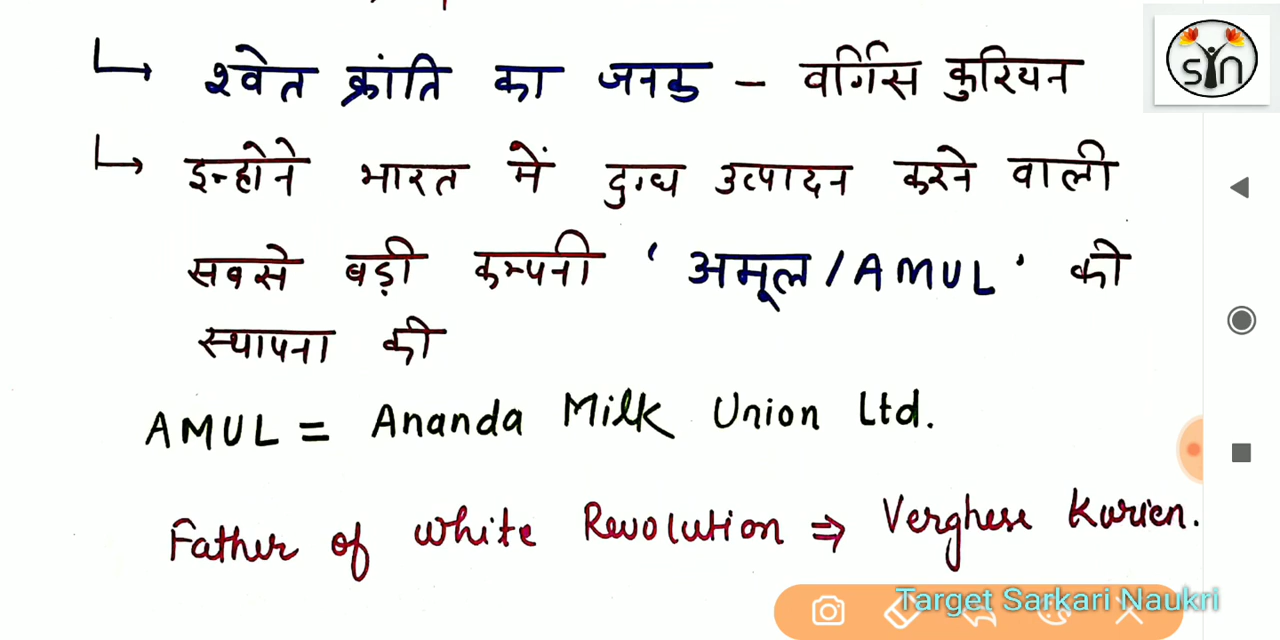 श्वेत क्रांति का जनक – वर्गिस कुरियन
इन्होने भारत में दुग्ध उत्पादन करने वाली
सबसे बड़ी कम्पनी ‘ अमूल / AMUL ’ की
स्थापना की
AMUL = Ananda Milk Union Ltd.
Father of white Revolution ⇒ Verghese Kurien.
SYN
Target Sarkari Naukri